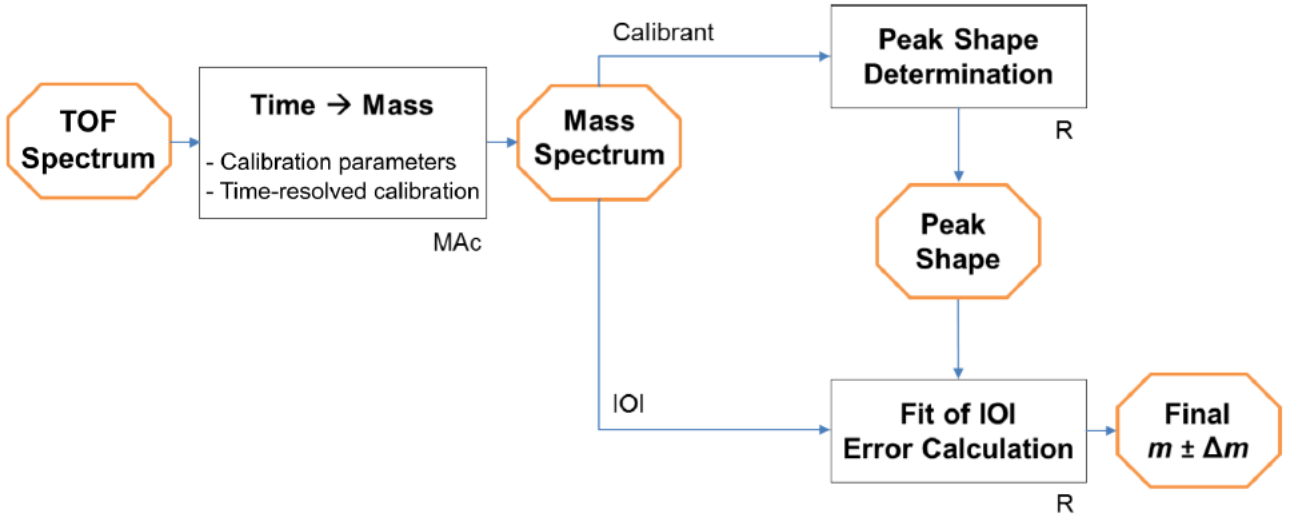 TOF
Spectrum
Time → Mass
- Calibration parameters
- Time-resolved calibration
MAc
Mass
Spectrum
Calibrant
Peak Shape
Determination
R
Peak
Shape
IOI
Fit of IOI
Error Calculation
R
Final
m ± Δm